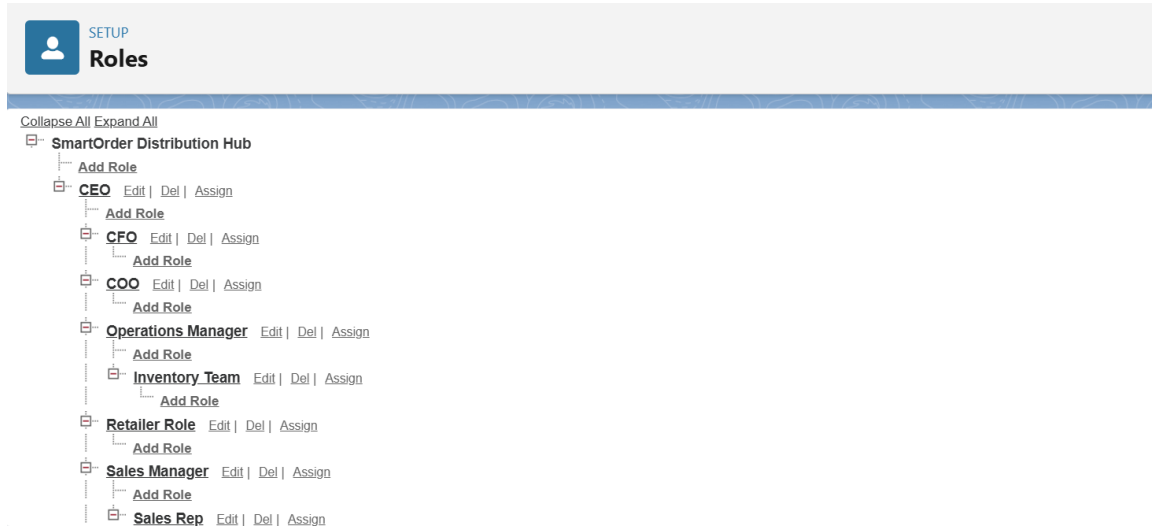 SETUP
Roles
Collapse All Expand All
SmartOrder Distribution Hub
Add Role
CEO Edit | Del | Assign
Add Role
CFO Edit | Del | Assign
Add Role
COO Edit | Del | Assign
Add Role
Operations Manager Edit | Del | Assign
Add Role
Inventory Team Edit | Del | Assign
Add Role
Retailer Role Edit | Del | Assign
Add Role
Sales Manager Edit | Del | Assign
Add Role
Sales Rep Edit | Del | Assign